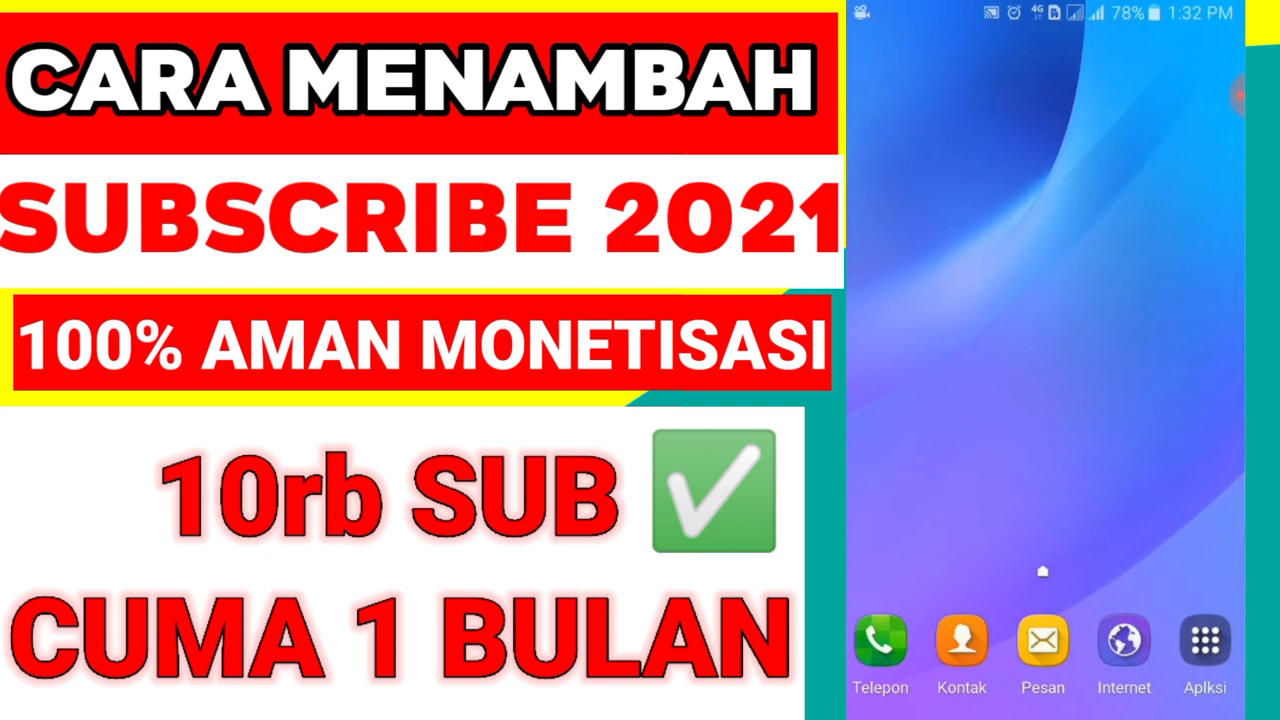 CARA MENAMBAH
SUBSCRIBE 2021
100% AMAN MONETISASI
10rb SUB
CUMA 1 BULAN
4G 78% 1:32 PM
Telepon Kontak Pesan Internet Aplksi